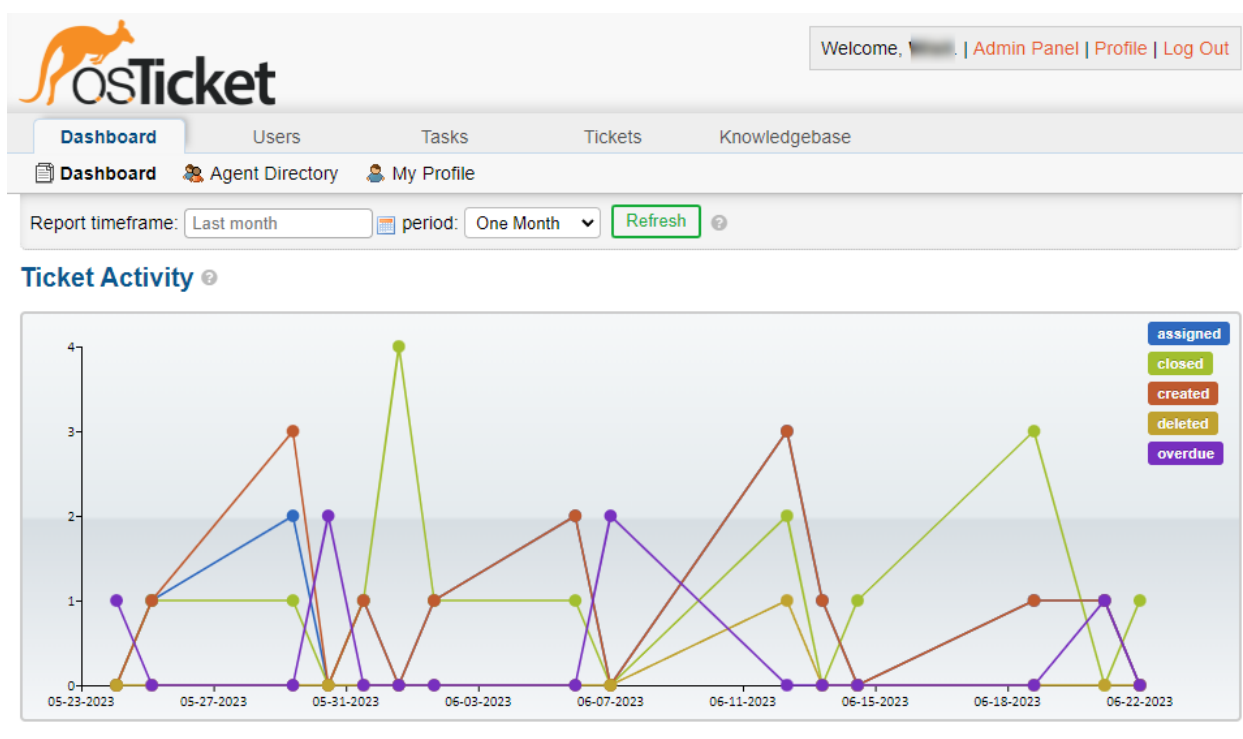 osTicket
Welcome, . | Admin Panel | Profile | Log Out
Dashboard Users Tasks Tickets Knowledgebase
Dashboard Agent Directory My Profile
Report timeframe: Last month period: One Month Refresh ?
Ticket Activity ?
assigned
closed
created
deleted
overdue
4
3
2
1
0
05-23-2023 05-27-2023 05-31-2023 06-03-2023 06-07-2023 06-11-2023 06-15-2023 06-18-2023 06-22-2023